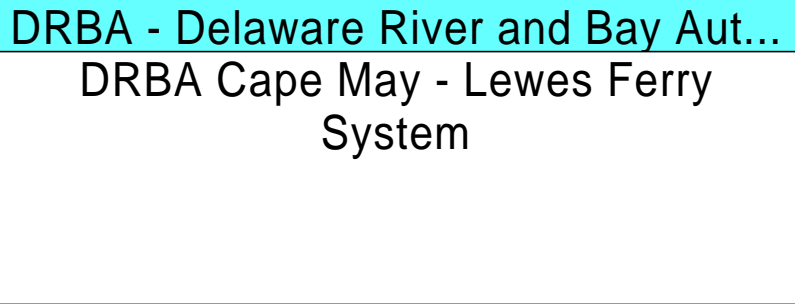 DRBA - Delaware River and Bay Aut...
DRBA Cape May - Lewes Ferry
System